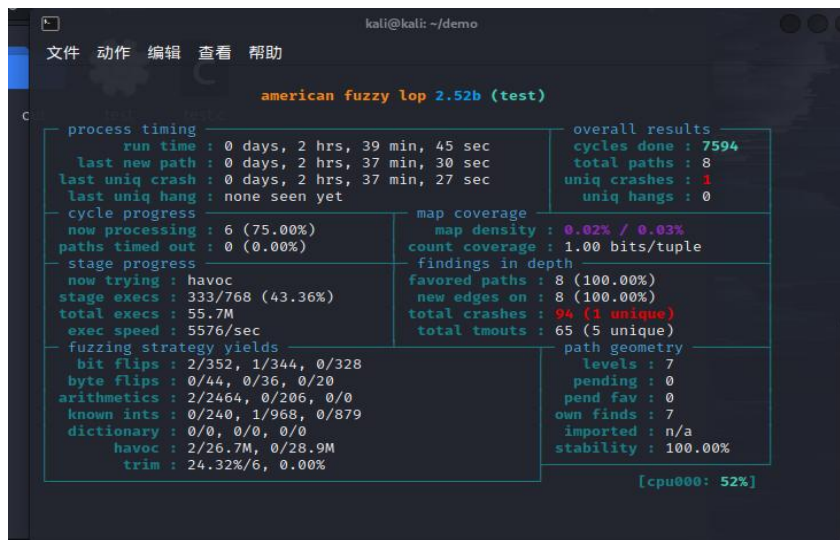 kali@kali: ~/demo
文件 动作 编辑 查看 帮助
american fuzzy lop 2.52b (test)
process timing overall results
run time : 0 days, 2 hrs, 39 min, 45 sec cycles done : 7594
last new path : 0 days, 2 hrs, 37 min, 30 sec total paths : 8
last uniq crash : 0 days, 2 hrs, 37 min, 27 sec uniq crashes : 1
last uniq hang : none seen yet uniq hangs : 0
cycle progress map coverage
now processing : 6 (75.00%) map density : 0.02% / 0.03%
paths timed out : 0 (0.00%) count coverage : 1.00 bits/tuple
stage progress findings in depth
now trying : havoc favored paths : 8 (100.00%)
stage execs : 333/768 (43.36%) new edges on : 8 (100.00%)
total execs : 55.7M total crashes : 94 (1 unique)
exec speed : 5576/sec total tmouts : 65 (5 unique)
fuzzing strategy yields path geometry
bit flips : 2/352, 1/344, 0/328 levels : 7
byte flips : 0/44, 0/36, 0/20 pending : 0
arithmetics : 2/2464, 0/206, 0/0 pend fav : 0
known ints : 0/240, 1/968, 0/879 own finds : 7
dictionary : 0/0, 0/0, 0/0 imported : n/a
havoc : 2/26.7M, 0/28.9M stability : 100.00%
trim : 24.32%/6, 0.00%
[cpu000: 52%]